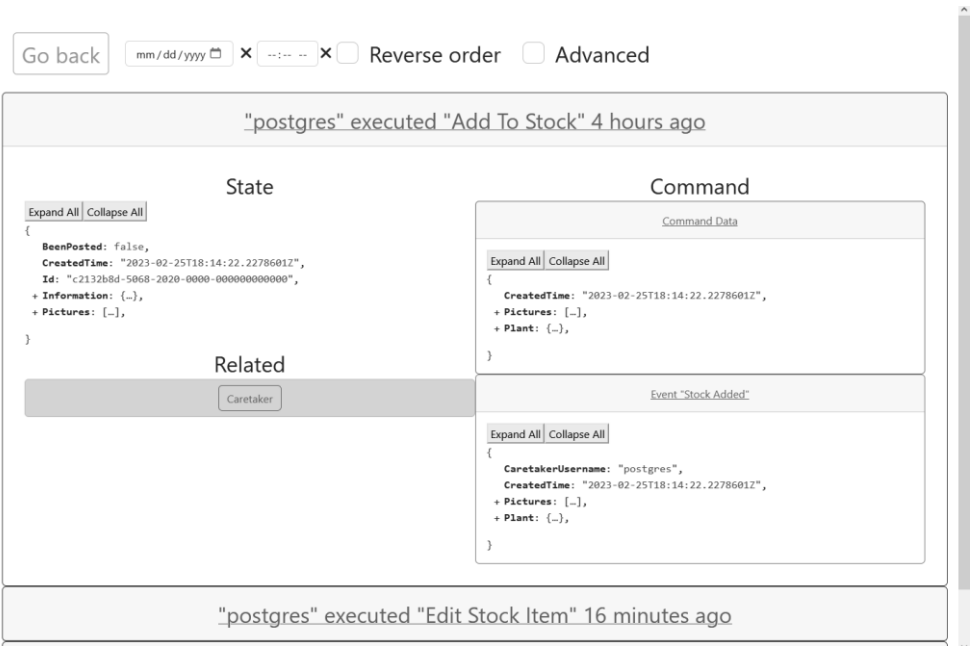 Go back mm/dd/yyyy × --:-- -- × Reverse order Advanced
"postgres" executed "Add To Stock" 4 hours ago
State
Expand All Collapse All
{
BeenPosted: false,
CreatedTime: "2023-02-25T18:14:22.2278601Z",
Id: "c2132b8d-5068-2020-0000-000000000000",
+ Information: {…},
+ Pictures: […],
}
Related
Caretaker
Command
Command Data
Expand All Collapse All
{
CreatedTime: "2023-02-25T18:14:22.2278601Z",
+ Pictures: […],
+ Plant: {…},
}
Event "Stock Added"
Expand All Collapse All
{
CaretakerUsername: "postgres",
CreatedTime: "2023-02-25T18:14:22.2278601Z",
+ Pictures: […],
+ Plant: {…},
}
"postgres" executed "Edit Stock Item" 16 minutes ago